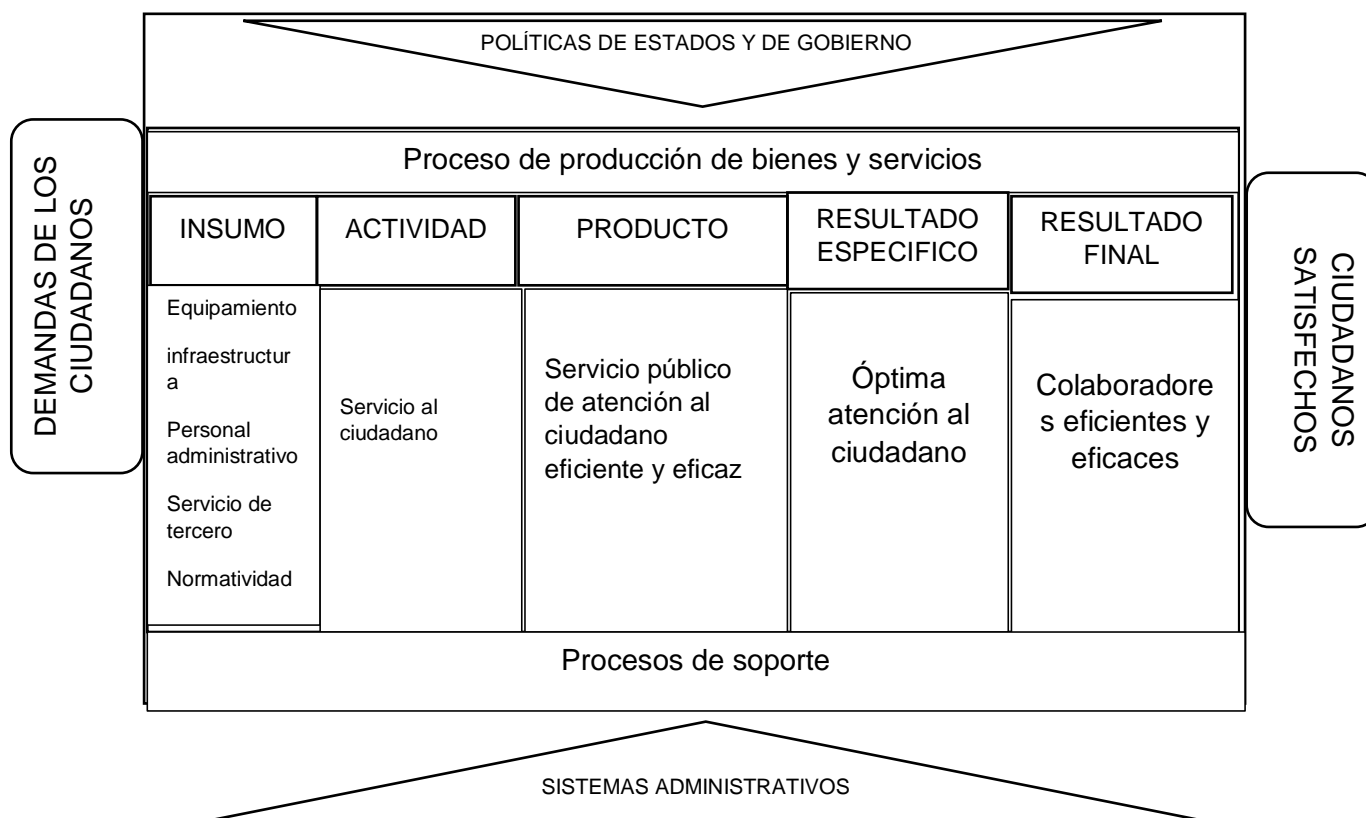 POLÍTICAS DE ESTADOS Y DE GOBIERNO
DEMANDAS DE LOS
CIUDADANOS
Proceso de producción de bienes y servicios
INSUMO
ACTIVIDAD
PRODUCTO
RESULTADO
ESPECIFICO
RESULTADO
FINAL
Equipamiento
infraestructur
a
Personal
administrativo
Servicio de
tercero
Normatividad
Servicio al
ciudadano
Servicio público
de atención al
ciudadano
eficiente y eficaz
Óptima
atención al
ciudadano
Colaboradore
s eficientes y
eficaces
CIUDADANOS
SATISFECHOS
Procesos de soporte
SISTEMAS ADMINISTRATIVOS